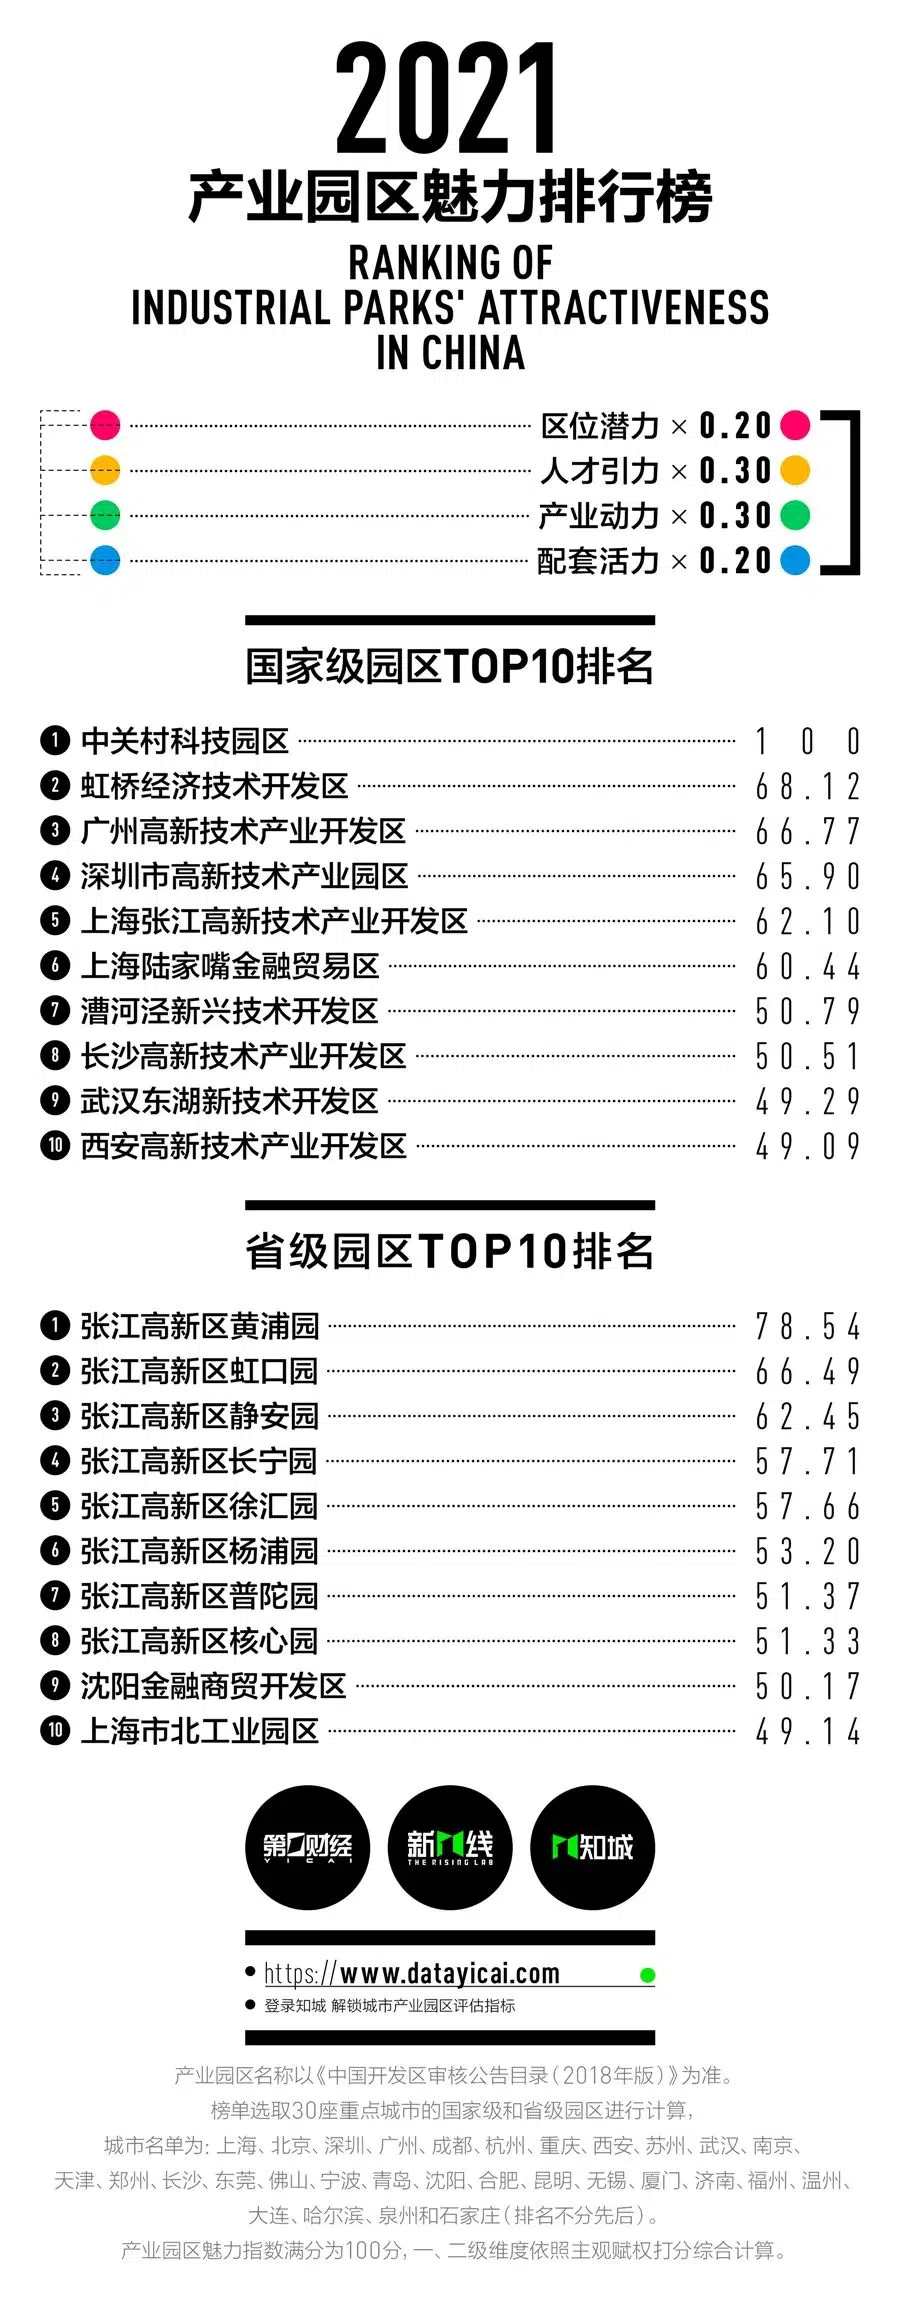 2021
产业园区魅力排行榜
RANKING OF
INDUSTRIAL PARKS' ATTRACTIVENESS
IN CHINA
区位潜力 × 0.20
人才引力 × 0.30
产业动力 × 0.30
配套活力 × 0.20
国家级园区TOP10排名
1 中关村科技园区 100
2 虹桥经济技术开发区 68.12
3 广州高新技术产业开发区 66.77
4 深圳市高新技术产业园区 65.90
5 上海张江高新技术产业开发区 62.10
6 上海陆家嘴金融贸易区 60.44
7 漕河泾新兴技术开发区 50.79
8 长沙高新技术产业开发区 50.51
9 武汉东湖新技术开发区 49.29
10 西安高新技术产业开发区 49.09
省级园区TOP10排名
1 张江高新区黄浦园 78.54
2 张江高新区虹口园 66.49
3 张江高新区静安园 62.45
4 张江高新区长宁园 57.71
5 张江高新区徐汇园 57.66
6 张江高新区杨浦园 53.20
7 张江高新区普陀园 51.37
8 张江高新区核心园 51.33
9 沈阳金融商贸开发区 50.17
10 上海市北工业园区 49.14
第一财经 新一线 知城
YICAI THE RISING LAB
https://www.datayicai.com
登录知城 解锁城市产业园区评估指标
产业园区名称以《中国开发区审核公告目录（2018年版）》为准。
榜单选取30座重点城市的国家级和省级园区进行计算，
城市名单为：上海、北京、深圳、广州、成都、杭州、重庆、西安、苏州、武汉、南京、
天津、郑州、长沙、东莞、佛山、宁波、青岛、沈阳、合肥、昆明、无锡、厦门、济南、福州、温州、
大连、哈尔滨、泉州和石家庄（排名不分先后）。
产业园区魅力指数满分为100分，一、二级维度依照主观赋权打分综合计算。